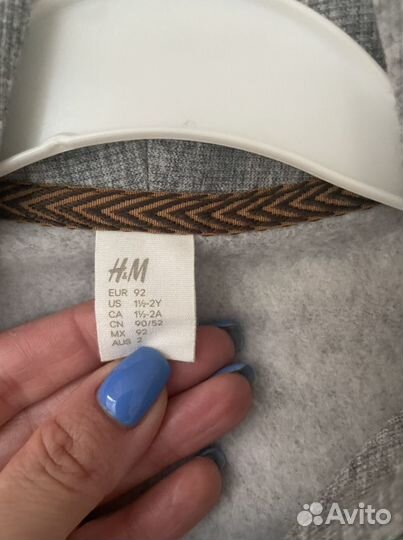 H&M
EUR 92
US 1½-2Y
CA 1½-2A
CN 90/52
MX 92
AUS 2
Avito